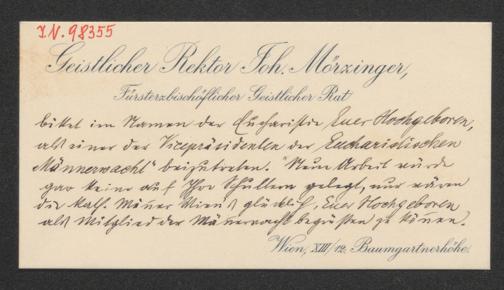 I.N. 98355
Geistlicher Rektor Joh. Mörzinger,
Fürsterzbischöflicher Geistlicher Rat
bittet im Namen der Eucharistie Euer Hochgeboren,
als einer der Vizepräsidenten der Eucharistischen
Männerwacht" beizutreten. Neue Arbeit würde
gar keine auf Ihre Schultern gelegt, nur wären
die kath. Männer Wiens glücklich, Euer Hochgeboren
als Mitglied der Männerwacht begrüßen zu können.
Wien, XIII/12. Baumgartnerhöhe.